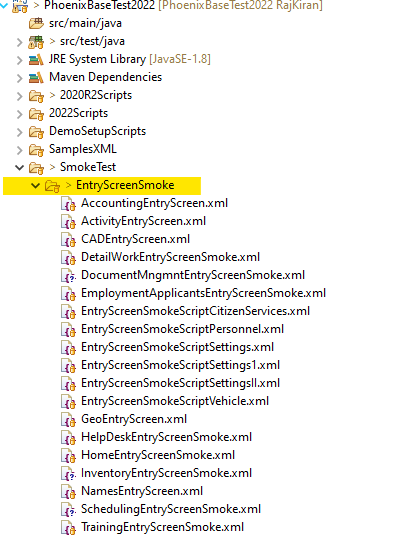 > PhoenixBaseTest2022 [PhoenixBaseTest2022 RajKiran]
src/main/java
> src/test/java
JRE System Library [JavaSE-1.8]
Maven Dependencies
> 2020R2Scripts
2022Scripts
DemoSetupScripts
SamplesXML
> SmokeTest
> EntryScreenSmoke
AccountingEntryScreen.xml
ActivityEntryScreen.xml
CADEntryScreen.xml
DetailWorkEntryScreenSmoke.xml
DocumentMngmntEntryScreenSmoke.xml
EmploymentApplicantsEntryScreenSmoke.xml
EntryScreenSmokeScriptCitizenServices.xml
EntryScreenSmokeScriptPersonnel.xml
EntryScreenSmokeScriptSettings.xml
EntryScreenSmokeScriptSettings1.xml
EntryScreenSmokeScriptSettingsII.xml
EntryScreenSmokeScriptVehicle.xml
GeoEntryScreen.xml
HelpDeskEntryScreenSmoke.xml
HomeEntryScreenSmoke.xml
InventoryEntryScreenSmoke.xml
NamesEntryScreen.xml
SchedulingEntryScreenSmoke.xml
TrainingEntryScreenSmoke.xml